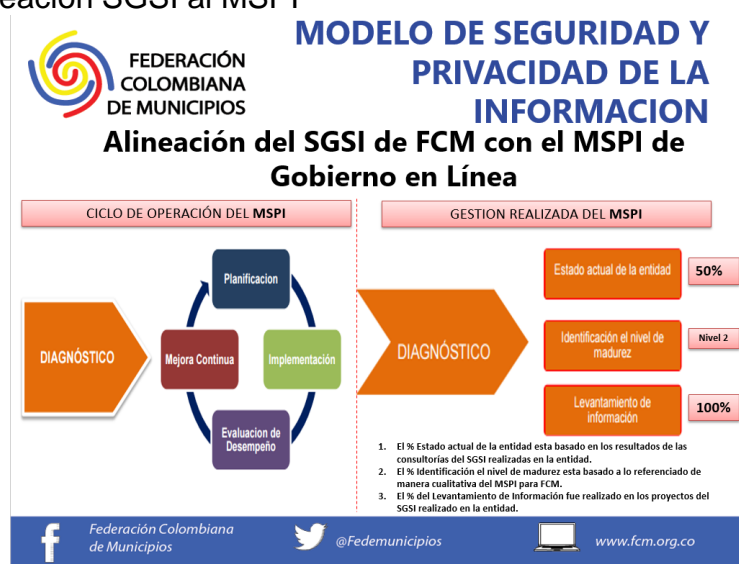 eación SGSI al MSPI
FEDERACIÓN
COLOMBIANA
DE MUNICIPIOS
MODELO DE SEGURIDAD Y
PRIVACIDAD DE LA
INFORMACION
Alineación del SGSI de FCM con el MSPI de
Gobierno en Línea
CICLO DE OPERACIÓN DEL MSPI
DIAGNÓSTICO
Planificacion
Mejora Continua
Implementación
Evaluacion de
Desempeño
GESTION REALIZADA DEL MSPI
DIAGNÓSTICO
Estado actual de la entidad
50%
Identificación el nivel de
madurez
Nivel 2
Levantamiento de
información
100%
1. El % Estado actual de la entidad esta basado en los resultados de las
consultorías del SGSI realizadas en la entidad.
2. El % Identificación el nivel de madurez esta basado a lo referenciado de
manera cualitativa del MSPI para FCM.
3. El % del Levantamiento de Información fue realizado en los proyectos del
SGSI realizado en la entidad.
Federación Colombiana
de Municipios
@Fedemunicipios
www.fcm.org.co